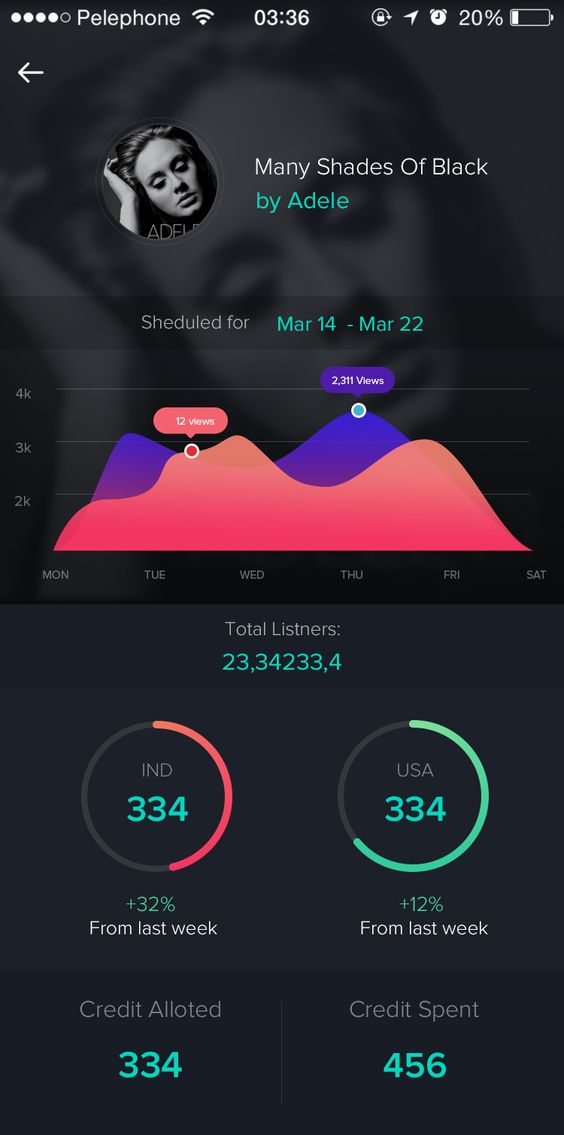 Pelephone 03:36 20%
Many Shades Of Black
by Adele
ADELE
Sheduled for Mar 14 - Mar 22
4k
3k
2k
2,311 Views
12 views
MON TUE WED THU FRI SAT
Total Listners:
23,34233,4
IND
334
+32%
From last week
USA
334
+12%
From last week
Credit Alloted
334
Credit Spent
456